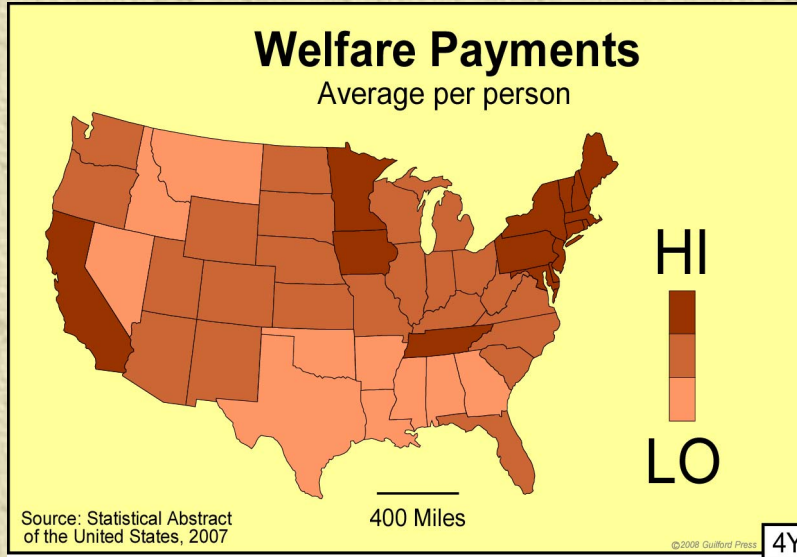 Welfare Payments
Average per person
HI
LO
400 Miles
Source: Statistical Abstract
of the United States, 2007
©2008 Guilford Press
4Y